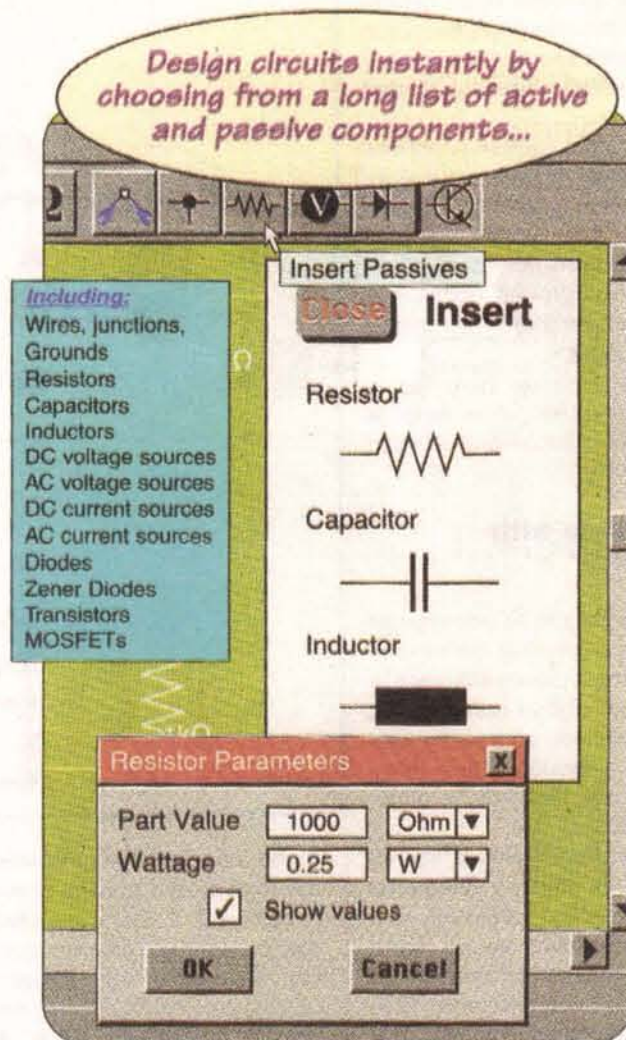 Design circuits instantly by
choosing from a long list of active
and passive components...
V
Insert Passives
Including:
Wires, junctions,
Grounds
Resistors
Capacitors
Inductors
DC voltage sources
AC voltage sources
DC current sources
AC current sources
Diodes
Zener Diodes
Transistors
MOSFETs
Close Insert
Resistor
Capacitor
Inductor
Resistor Parameters X
Part Value 1000 Ohm
Wattage 0.25 W
Show values
OK Cancel